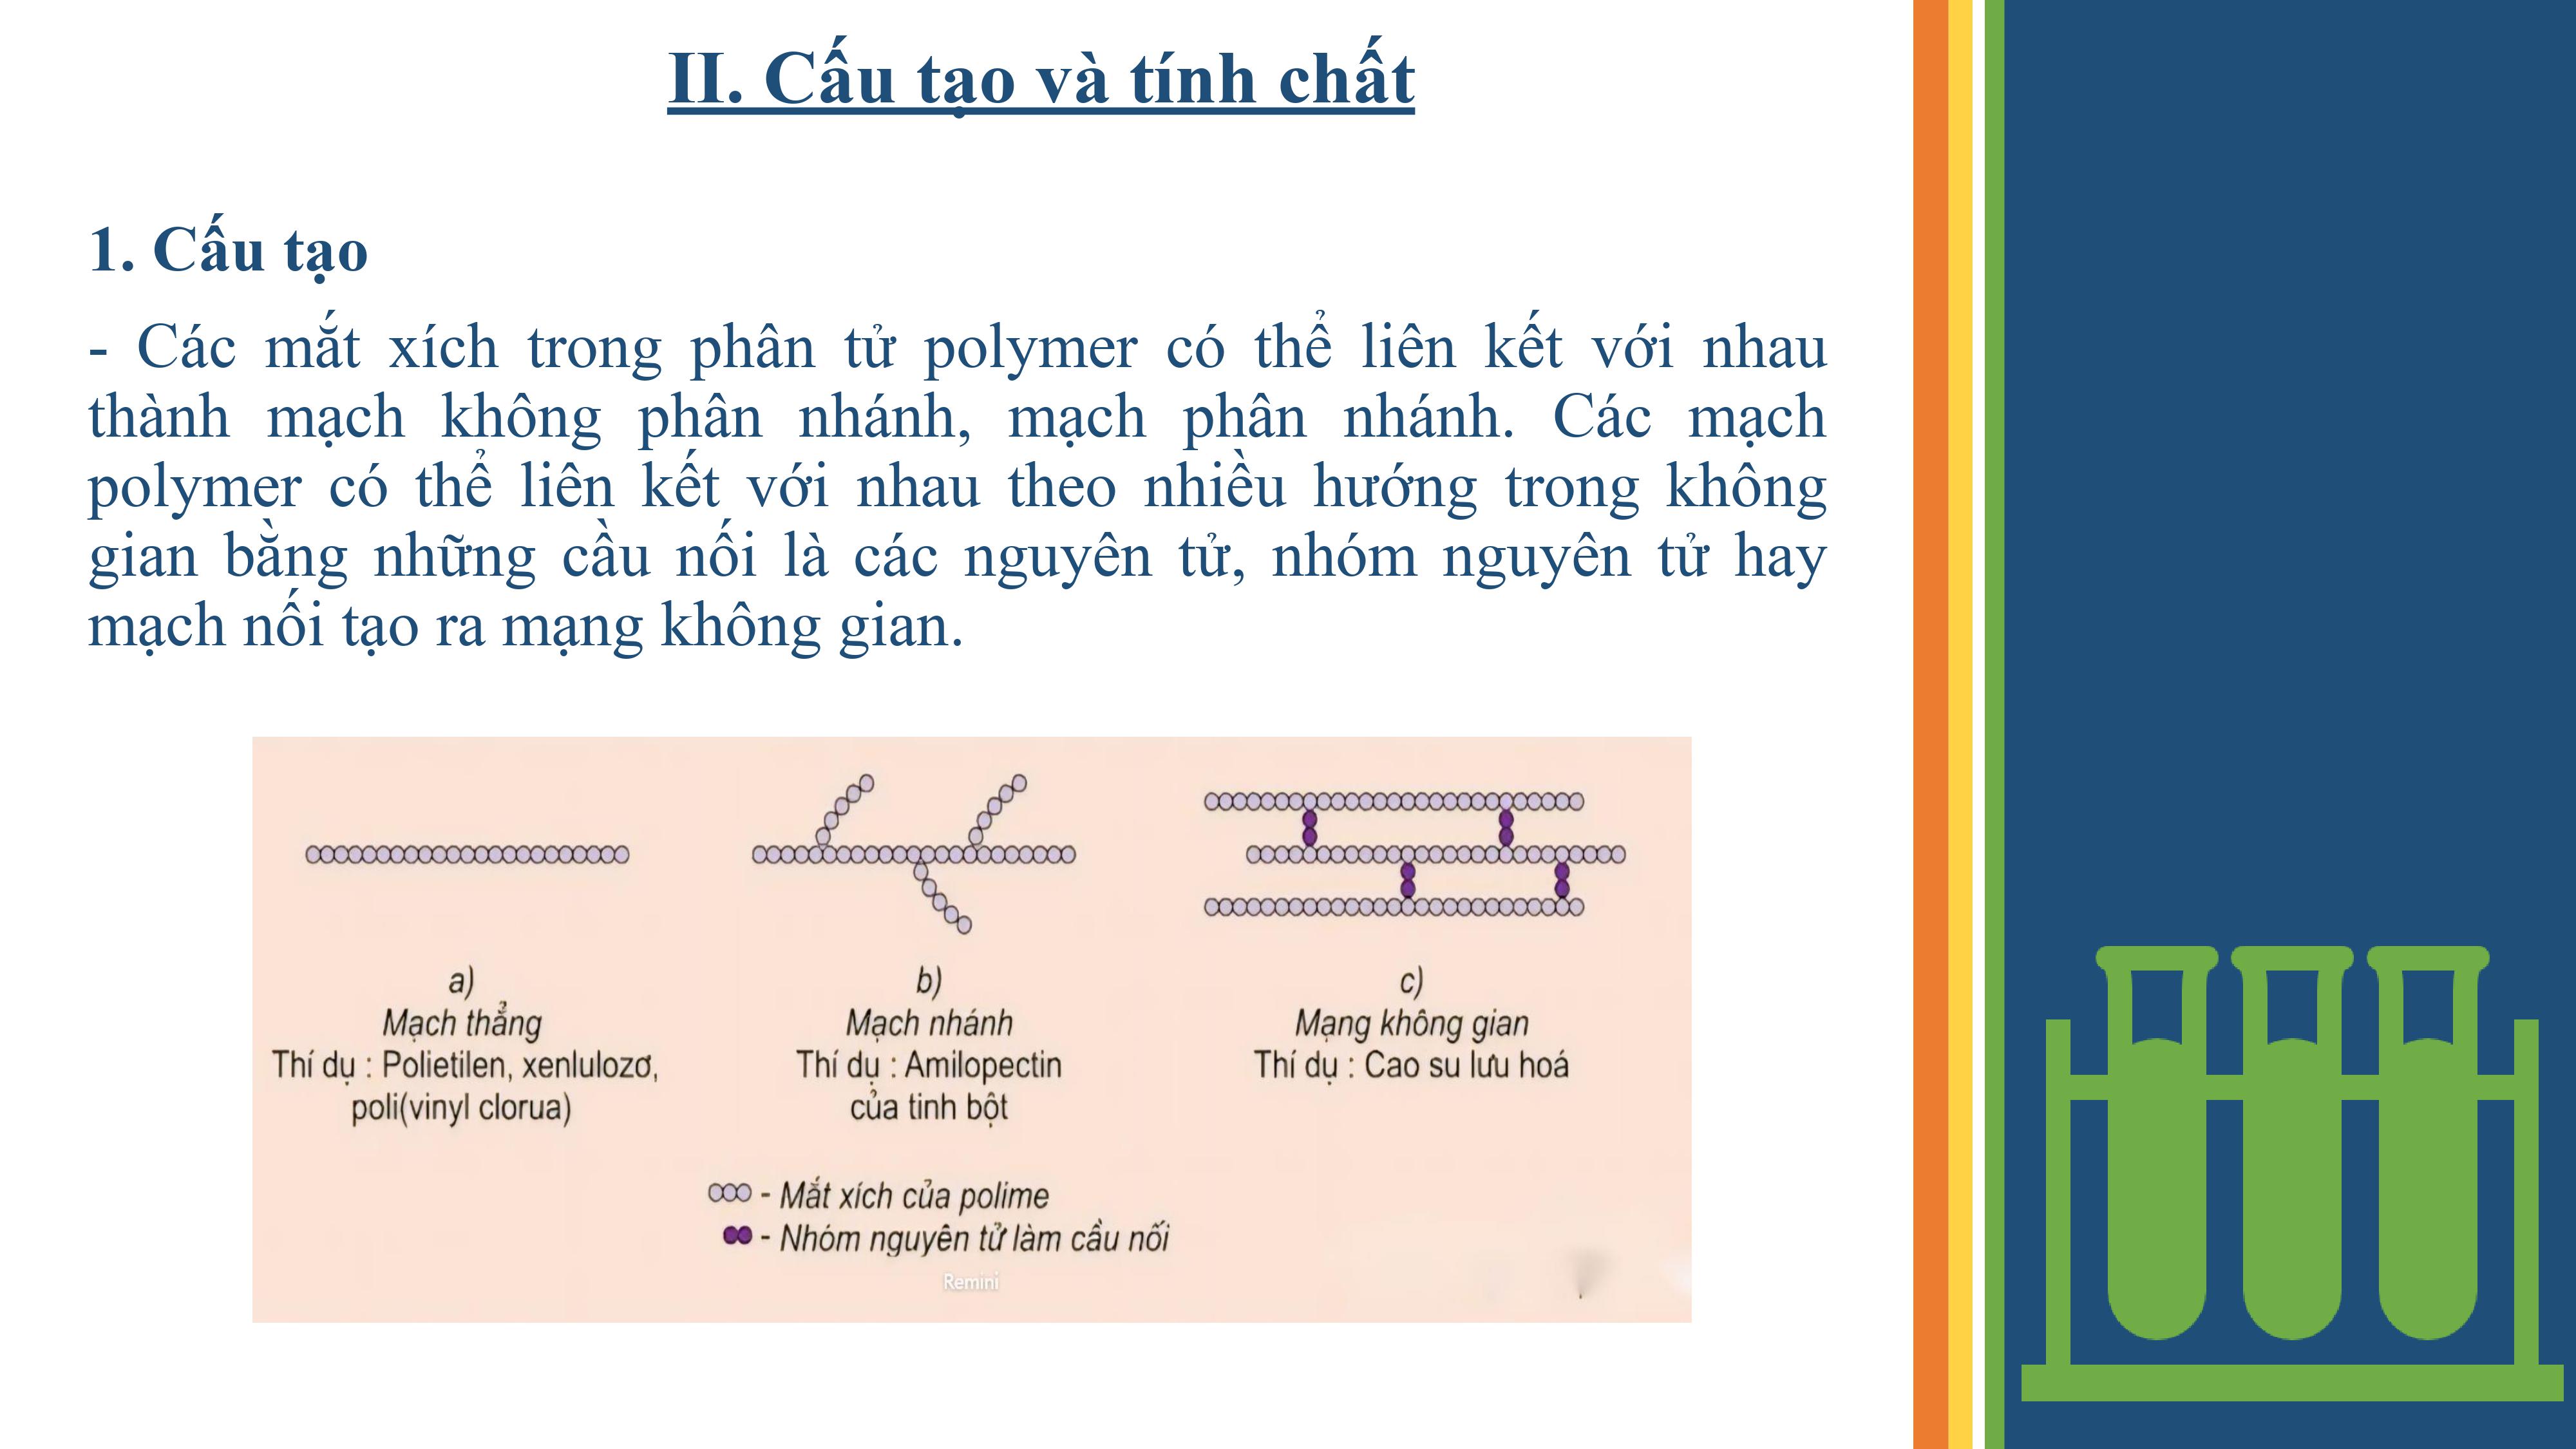 II. Cấu tạo và tính chất
1. Cấu tạo
- Các mắt xích trong phân tử polymer có thể liên kết với nhau
thành mạch không phân nhánh, mạch phân nhánh. Các mạch
polymer có thể liên kết với nhau theo nhiều hướng trong không
gian bằng những cầu nối là các nguyên tử, nhóm nguyên tử hay
mạch nối tạo ra mạng không gian.
a)
Mạch thẳng
Thí dụ : Polietilen, xenlulozơ,
poli(vinyl clorua)
b)
Mạch nhánh
Thí dụ : Amilopectin
của tinh bột
c)
Mạng không gian
Thí dụ : Cao su lưu hoá
- Mắt xích của polime
- Nhóm nguyên tử làm cầu nối
Remini